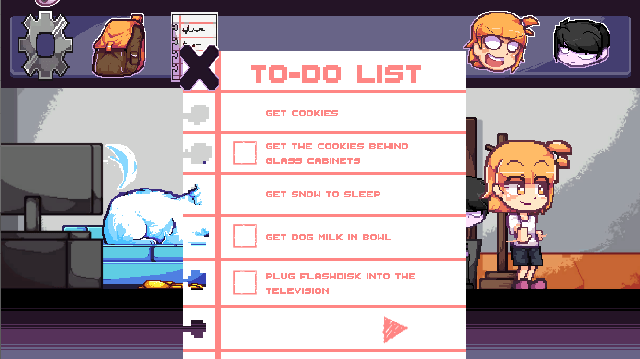 TO-DO LIST
GET COOKIES
GET THE COOKIES BEHIND
GLASS CABINETS
GET SNOW TO SLEEP
GET DOG MILK IN BOWL
PLUG FLASHDISK INTO THE
TELEVISION